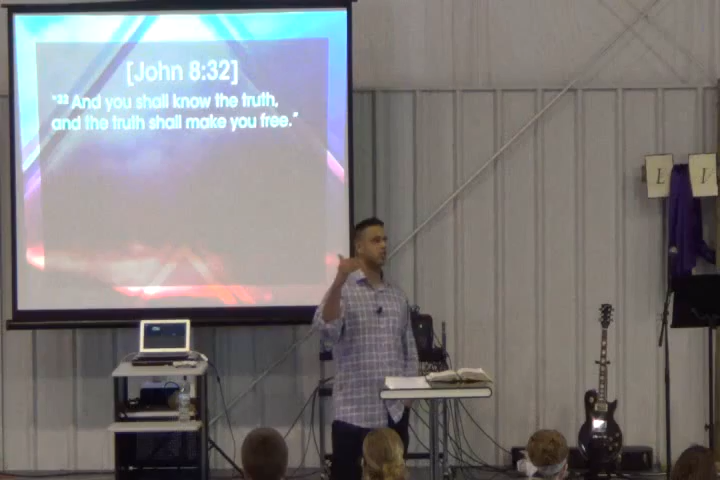 [John 8:32]
"32 And you shall know the truth,
and the truth shall make you free."
L V